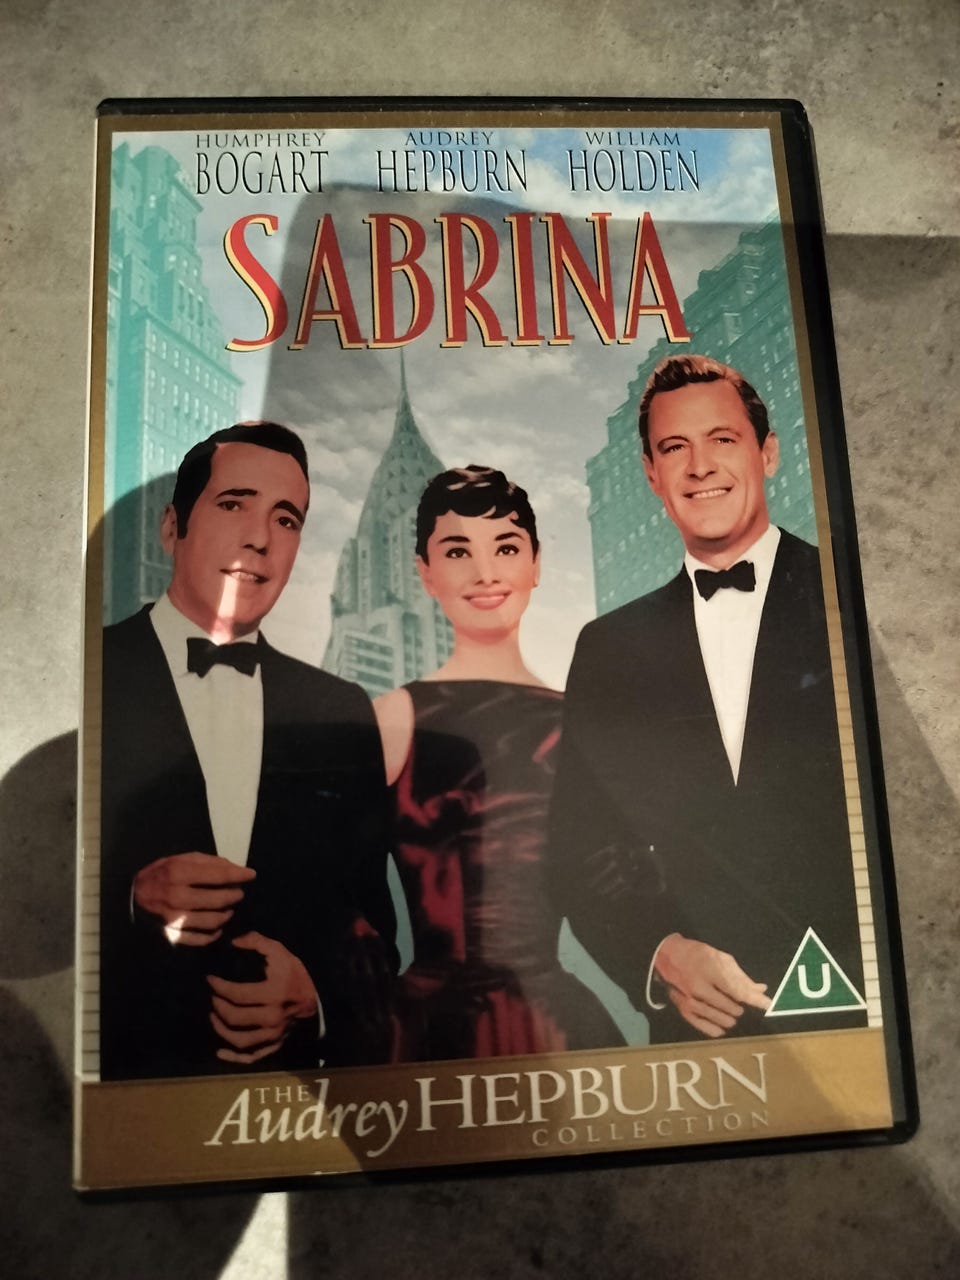 HUMPHREY AUDREY WILLIAM
BOGART HEPBURN HOLDEN
SABRINA
U
THE Audrey HEPBURN
COLLECTION